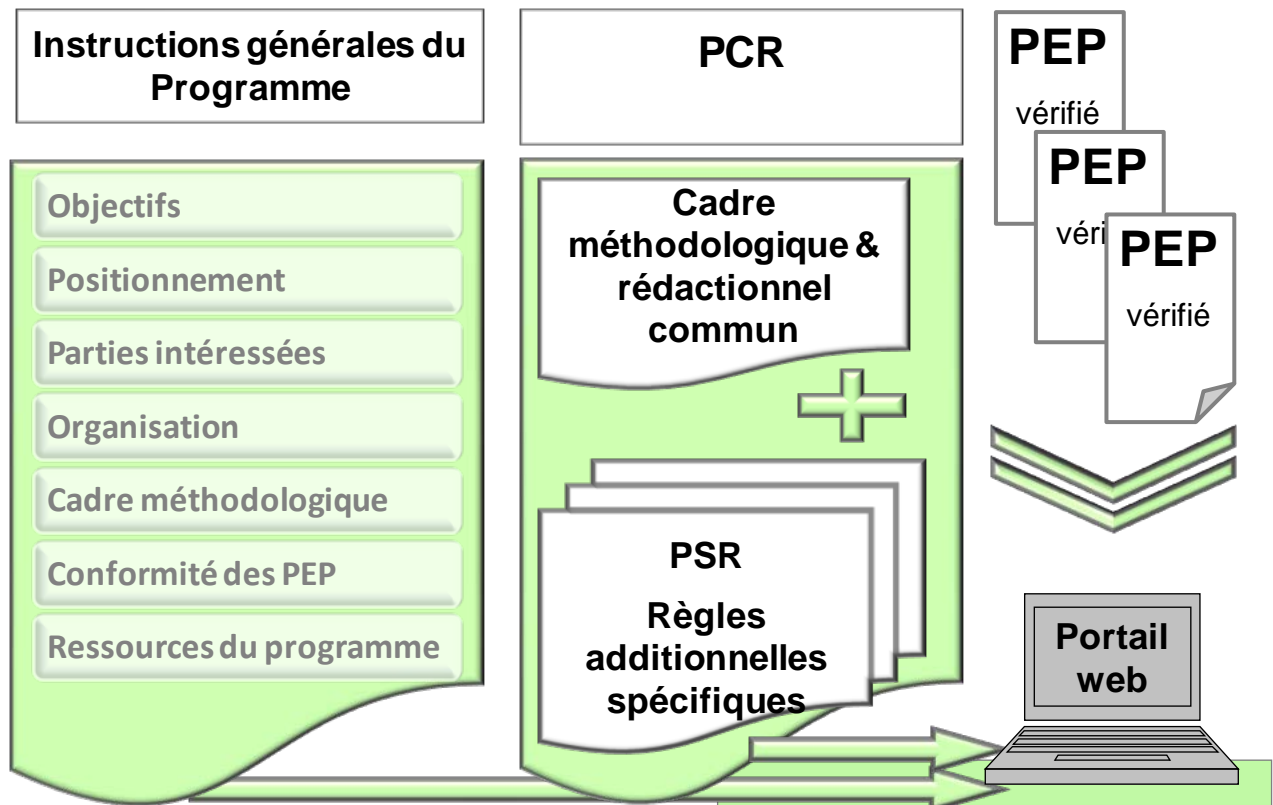 Instructions générales du
Programme
Objectifs
Positionnement
Parties intéressées
Organisation
Cadre méthodologique
Conformité des PEP
Ressources du programme
PCR
Cadre
méthodologique &
rédactionnel
commun
PSR
Règles
additionnelles
spécifiques
PEP
vérifié
PEP
véri
PEP
vérifié
Portail
web